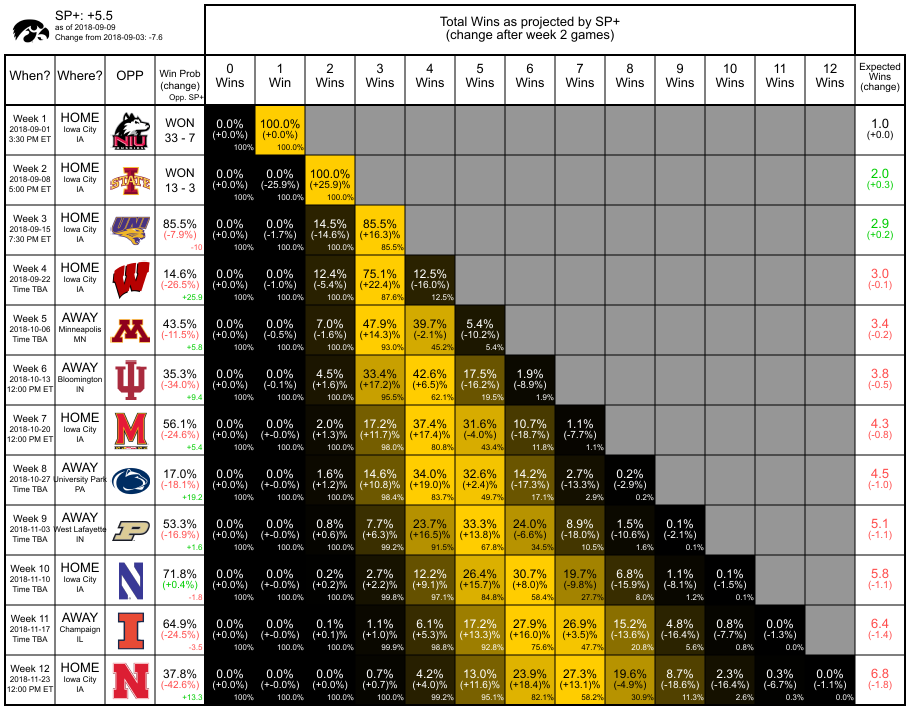 SP+: +5.5
as of 2018-09-09
Change from 2018-09-03: -7.6
Total Wins as projected by SP+
(change after week 2 games)
When? Where? OPP Win Prob (change) Opp. SP+ 0 Wins 1 Win 2 Wins 3 Wins 4 Wins 5 Wins 6 Wins 7 Wins 8 Wins 9 Wins 10 Wins 11 Wins 12 Wins Expected Wins (change)
Week 1 HOME NIU WON 0.0% 100.0% 1.0
2018-09-01 Iowa City HUSKIES 33 - 7 (+0.0%) (+0.0%) (+0.0)
3:30 PM ET IA 100% 100.0%
Week 2 HOME STATE WON 0.0% 0.0% 100.0% 2.0
2018-09-08 Iowa City 13 - 3 (+0.0%) (-25.9%) (+25.9)% (+0.3)
5:00 PM ET IA 100% 100.0% 100.0%
Week 3 HOME UNI 85.5% 0.0% 0.0% 14.5% 85.5% 2.9
2018-09-15 Iowa City (-7.9%) (+0.0%) (-1.7%) (-14.6%) (+16.3)% (+0.2)
7:30 PM ET IA -10 100% 100.0% 100.0% 85.5%
Week 4 HOME W 14.6% 0.0% 0.0% 12.4% 75.1% 12.5% 3.0
2018-09-22 Iowa City (-26.5%) (+0.0%) (-1.0%) (-5.4%) (+22.4)% (-16.0%) (-0.1)
Time TBA IA +25.9 100% 100.0% 100.0% 87.6% 12.5%
Week 5 AWAY M 43.5% 0.0% 0.0% 7.0% 47.9% 39.7% 5.4% 3.4
2018-10-06 Minneapolis (-11.5%) (+0.0%) (-0.5%) (-1.6%) (+14.3)% (-2.1%) (-10.2%) (-0.2)
Time TBA MN +5.8 100% 100.0% 100.0% 93.0% 45.2% 5.4%
Week 6 AWAY 35.3% 0.0% 0.0% 4.5% 33.4% 42.6% 17.5% 1.9% 3.8
2018-10-13 Bloomington (-34.0%) (+0.0%) (-0.1%) (+1.6)% (+17.2)% (+6.5)% (-16.2%) (-8.9%) (-0.5)
12:00 PM ET IN +9.4 100% 100.0% 100.0% 95.5% 62.1% 19.5% 1.9%
Week 7 HOME M 56.1% 0.0% 0.0% 2.0% 17.2% 37.4% 31.6% 10.7% 1.1% 4.3
2018-10-20 Iowa City (-24.6%) (+0.0%) (+-0.0%) (+1.3)% (+11.7)% (+17.4)% (-4.0%) (-18.7%) (-7.7%) (-0.8)
12:00 PM ET IA +5.4 100% 100.0% 100.0% 98.0% 80.8% 43.4% 11.8% 1.1%
Week 8 AWAY 17.0% 0.0% 0.0% 1.6% 14.6% 34.0% 32.6% 14.2% 2.7% 0.2% 4.5
2018-10-27 University Park (-18.1%) (+0.0%) (+-0.0%) (+1.2)% (+10.8)% (+19.0)% (+2.4)% (-17.3%) (-13.3%) (-2.9%) (-1.0)
Time TBA PA +19.2 100% 100.0% 100.0% 98.4% 83.7% 49.7% 17.1% 2.9% 0.2%
Week 9 AWAY P 53.3% 0.0% 0.0% 0.8% 7.7% 23.7% 33.3% 24.0% 8.9% 1.5% 0.1% 5.1
2018-11-03 West Lafayette (-16.9%) (+0.0%) (+-0.0%) (+0.6)% (+6.3)% (+16.5)% (+13.8)% (-6.6%) (-18.0%) (-10.6%) (-2.1%) (-1.1)
Time TBA IN +1.6 100% 100.0% 100.0% 99.2% 91.5% 67.8% 34.5% 10.5% 1.6% 0.1%
Week 10 HOME N 71.8% 0.0% 0.0% 0.2% 2.7% 12.2% 26.4% 30.7% 19.7% 6.8% 1.1% 0.1% 5.8
2018-11-10 Iowa City (+0.4%) (+0.0%) (+-0.0%) (+0.2)% (+2.2)% (+9.1)% (+15.7)% (+8.0)% (-9.8%) (-15.9%) (-8.1%) (-1.5%) (-1.1)
Time TBA IA -1.8 100% 100.0% 100.0% 99.8% 97.1% 84.8% 58.4% 27.7% 8.0% 1.2% 0.1%
Week 11 AWAY I 64.9% 0.0% 0.0% 0.1% 1.1% 6.1% 17.2% 27.9% 26.9% 15.2% 4.8% 0.8% 0.0% 6.4
2018-11-17 Champaign (-24.5%) (+0.0%) (+-0.0%) (+0.1)% (+1.0)% (+5.3)% (+13.3)% (+16.0)% (+3.5)% (-13.6%) (-16.4%) (-7.7%) (-1.3%) (-1.4)
Time TBA IL -3.5 100% 100.0% 100.0% 99.9% 98.8% 92.8% 75.6% 47.7% 20.8% 5.6% 0.8% 0.0%
Week 12 HOME N 37.8% 0.0% 0.0% 0.0% 0.7% 4.2% 13.0% 23.9% 27.3% 19.6% 8.7% 2.3% 0.3% 0.0% 6.8
2018-11-23 Iowa City (-42.6%) (+0.0%) (+-0.0%) (+0.0)% (+0.7)% (+4.0)% (+11.6)% (+18.4)% (+13.1)% (-4.9%) (-18.6%) (-16.4%) (-6.7%) (-1.1%) (-1.8)
12:00 PM ET IA +13.3 100% 100.0% 100.0% 100.0% 99.2% 95.1% 82.1% 58.2% 30.9% 11.3% 2.6% 0.3% 0.0%